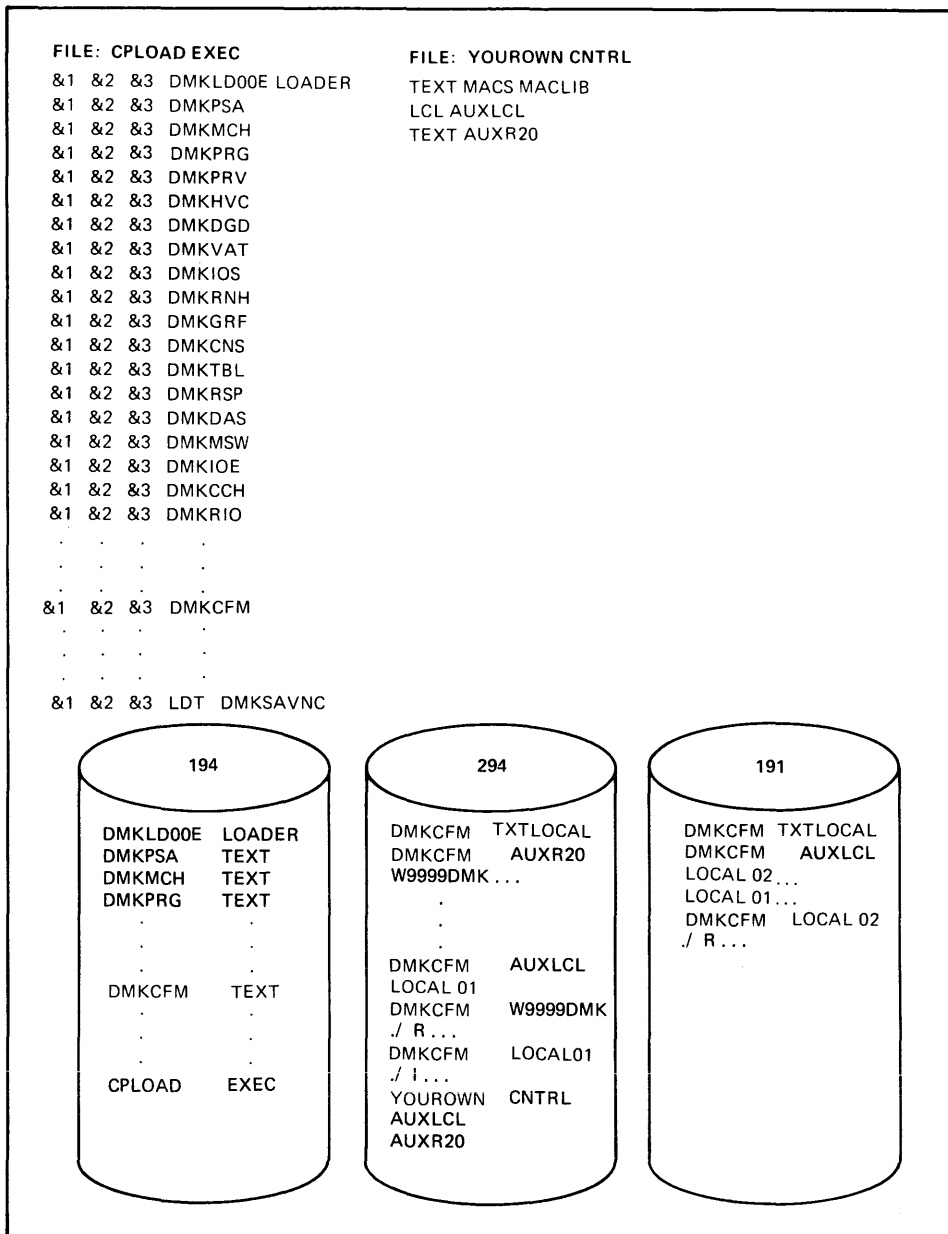 FILE: CPLOAD EXEC
&1 &2 &3 DMKLD00E LOADER
&1 &2 &3 DMKPSA
&1 &2 &3 DMKMCH
&1 &2 &3 DMKPRG
&1 &2 &3 DMKPRV
&1 &2 &3 DMKHVC
&1 &2 &3 DMKDGD
&1 &2 &3 DMKVAT
&1 &2 &3 DMKIOS
&1 &2 &3 DMKRNH
&1 &2 &3 DMKGRF
&1 &2 &3 DMKCNS
&1 &2 &3 DMKTBL
&1 &2 &3 DMKRSP
&1 &2 &3 DMKDAS
&1 &2 &3 DMKMSW
&1 &2 &3 DMKIOE
&1 &2 &3 DMKCCH
&1 &2 &3 DMKRIO
. . . .
. . . .
. . . .
&1 &2 &3 DMKCFM
. . . .
. . . .
. . . .
&1 &2 &3 LDT DMKSAVNC
FILE: YOUROWN CNTRL
TEXT MACS MACLIB
LCL AUXLCL
TEXT AUXR20
194
DMKLD00E LOADER
DMKPSA TEXT
DMKMCH TEXT
DMKPRG TEXT
. .
. .
. .
DMKCFM TEXT
. .
. .
. .
CPLOAD EXEC
294
DMKCFM TXTLOCAL
DMKCFM AUXR20
W9999DMK ...
.
.
.
DMKCFM AUXLCL
LOCAL 01
DMKCFM W9999DMK
./ R ...
DMKCFM LOCAL01
./ I ...
YOUROWN CNTRL
AUXLCL
AUXR20
191
DMKCFM TXTLOCAL
DMKCFM AUXLCL
LOCAL 02 ...
LOCAL 01 ...
DMKCFM LOCAL 02
./ R ...